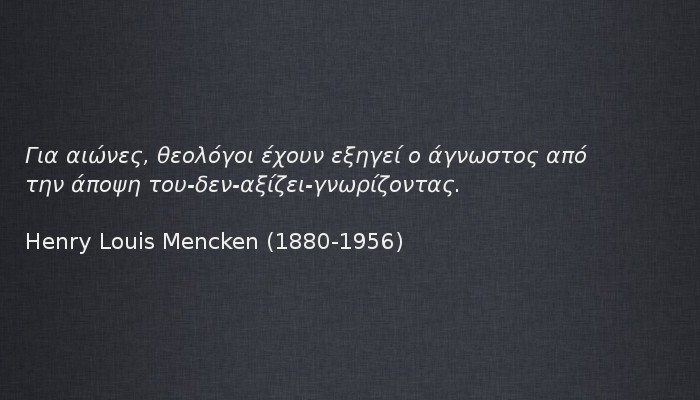 Για αιώνες, θεολόγοι έχουν εξηγεί ο άγνωστος από
την άποψη του-δεν-αξίζει-γνωρίζοντας.
Henry Louis Mencken (1880-1956)